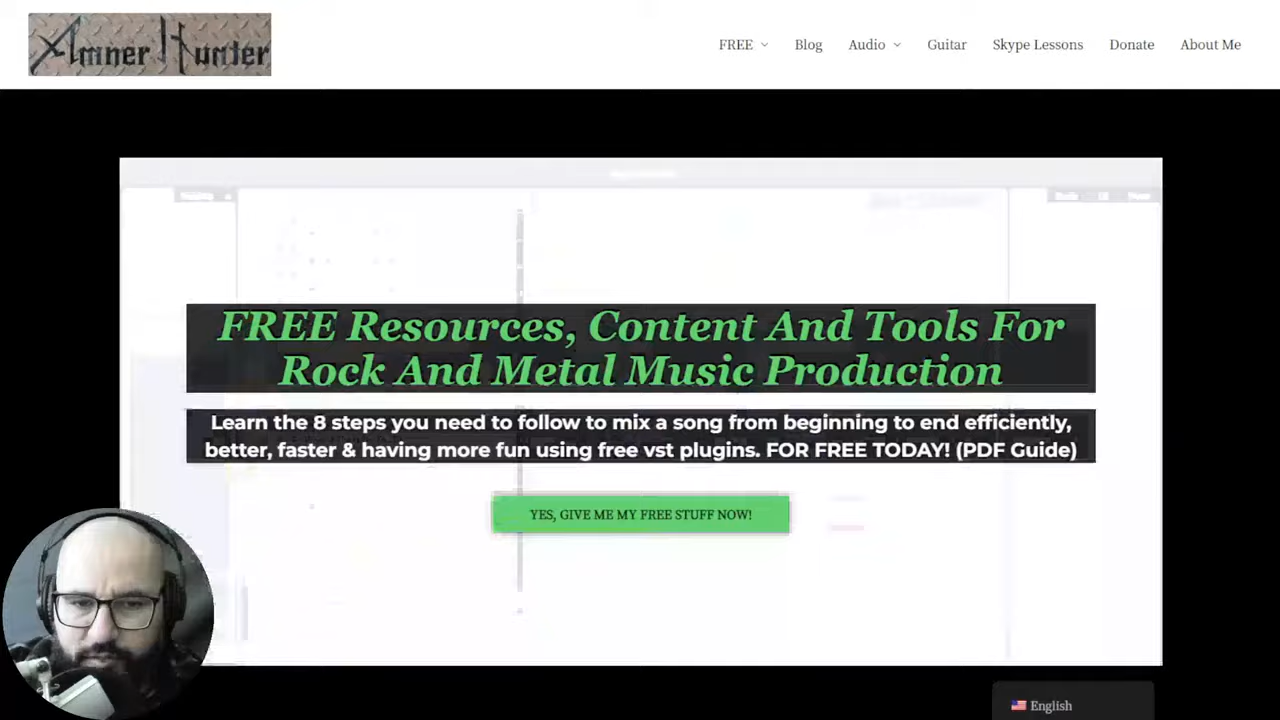 Amner Hunter
FREE
Blog
Audio
Guitar
Skype Lessons
Donate
About Me
FREE Resources, Content And Tools For
Rock And Metal Music Production
Learn the 8 steps you need to follow to mix a song from beginning to end efficiently,
better, faster & having more fun using free vst plugins. FOR FREE TODAY! (PDF Guide)
YES, GIVE ME MY FREE STUFF NOW!
English